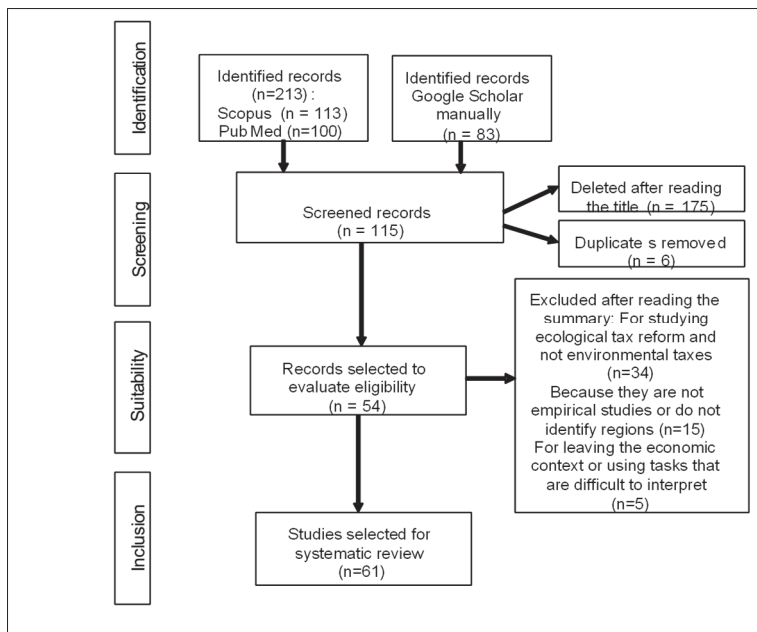 Identification
Identified records
(n=213) :
Scopus (n = 113)
Pub Med (n=100)
Identified records
Google Scholar
manually
(n = 83)
Screening
Screened records
(n = 115)
Deleted after reading
the title (n = 175)
Duplicate s removed
(n = 6)
Suitability
Records selected to
evaluate eligibility
(n = 54)
Excluded after reading the
summary: For studying
ecological tax reform and
not environmental taxes
(n=34)
Because they are not
empirical studies or do not
identify regions (n=15)
For leaving the economic
context or using tasks that
are difficult to interpret
(n=5)
Inclusion
Studies selected for
systematic review
(n=61)